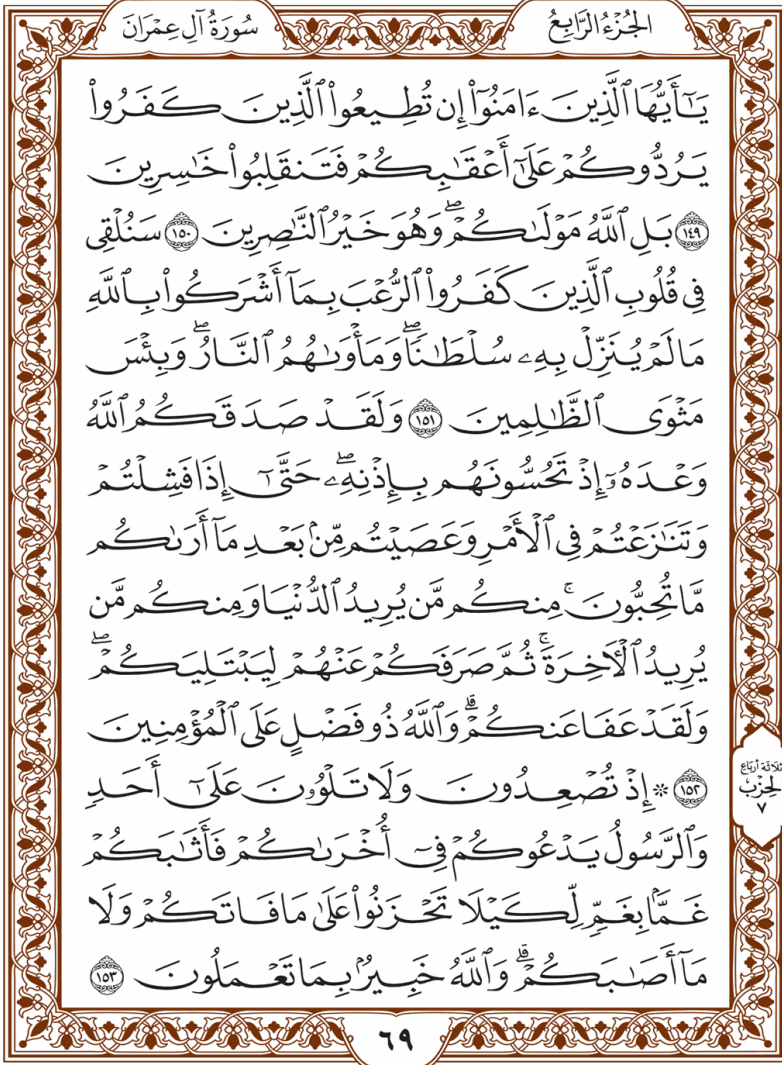 الجُزْءُ الرَّابِعُ
سُورَةُ آلِ عِمْرَانَ
يَـٰٓأَيُّهَا ٱلَّذِينَ ءَامَنُوٓا۟ إِن تُطِيعُوا۟ ٱلَّذِينَ كَفَرُوا۟
يَرُدُّوكُمْ عَلَىٰٓ أَعْقَـٰبِكُمْ فَتَنقَلِبُوا۟ خَـٰسِرِينَ
١٤٩ بَلِ ٱللَّهُ مَوْلَىٰكُمْ ۖ وَهُوَ خَيْرُ ٱلنَّـٰصِرِينَ ١٥٠ سَنُلْقِى
فِى قُلُوبِ ٱلَّذِينَ كَفَرُوا۟ ٱلرُّعْبَ بِمَآ أَشْرَكُوا۟ بِٱللَّهِ
مَا لَمْ يُنَزِّلْ بِهِۦ سُلْطَـٰنًا ۖ وَمَأْوَىٰهُمُ ٱلنَّارُ ۖ وَبِئْسَ
مَثْوَى ٱلظَّـٰلِمِينَ ١٥١ وَلَقَدْ صَدَقَكُمُ ٱللَّهُ
وَعْدَهُۥٓ إِذْ تَحُسُّونَهُم بِإِذْنِهِۦ ۖ حَتَّىٰٓ إِذَا فَشِلْتُمْ
وَتَنَـٰزَعْتُمْ فِى ٱلْأَمْرِ وَعَصَيْتُم مِّنۢ بَعْدِ مَآ أَرَىٰكُم
مَّا تُحِبُّونَ ۚ مِنكُم مَّن يُرِيدُ ٱلدُّنْيَا وَمِنكُم مَّن
يُرِيدُ ٱلْـَٔاخِرَةَ ۚ ثُمَّ صَرَفَكُمْ عَنْهُمْ لِيَبْتَلِيَكُمْ ۖ
وَلَقَدْ عَفَا عَنكُمْ ۗ وَٱللَّهُ ذُو فَضْلٍ عَلَى ٱلْمُؤْمِنِينَ
١٥٢ * إِذْ تُصْعِدُونَ وَلَا تَلْوُۥنَ عَلَىٰٓ أَحَدٍ
وَٱلرَّسُولُ يَدْعُوكُمْ فِىٓ أُخْرَىٰكُمْ فَأَثَـٰبَكُمْ
غَمًّۢا بِغَمٍّ لِّكَيْلَا تَحْزَنُوا۟ عَلَىٰ مَا فَاتَكُمْ وَلَا
مَآ أَصَـٰبَكُمْ ۗ وَٱللَّهُ خَبِيرٌۢ بِمَا تَعْمَلُونَ ١٥٣
ثلاثة أرباع
الحِزْب
٧
٦٩